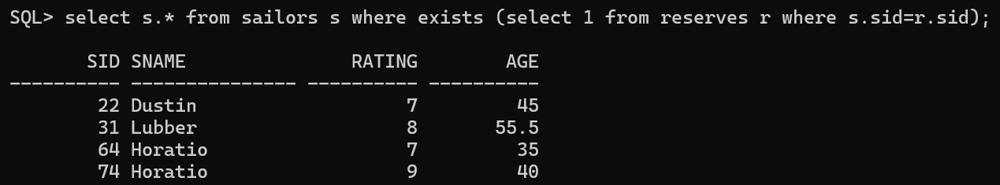 SQL> select s.* from sailors s where exists (select 1 from reserves r where s.sid=r.sid);
       SID SNAME               RATING        AGE
---------- --------------- ---------- ----------
        22 Dustin                   7         45
        31 Lubber                   8       55.5
        64 Horatio                  7         35
        74 Horatio                  9         40